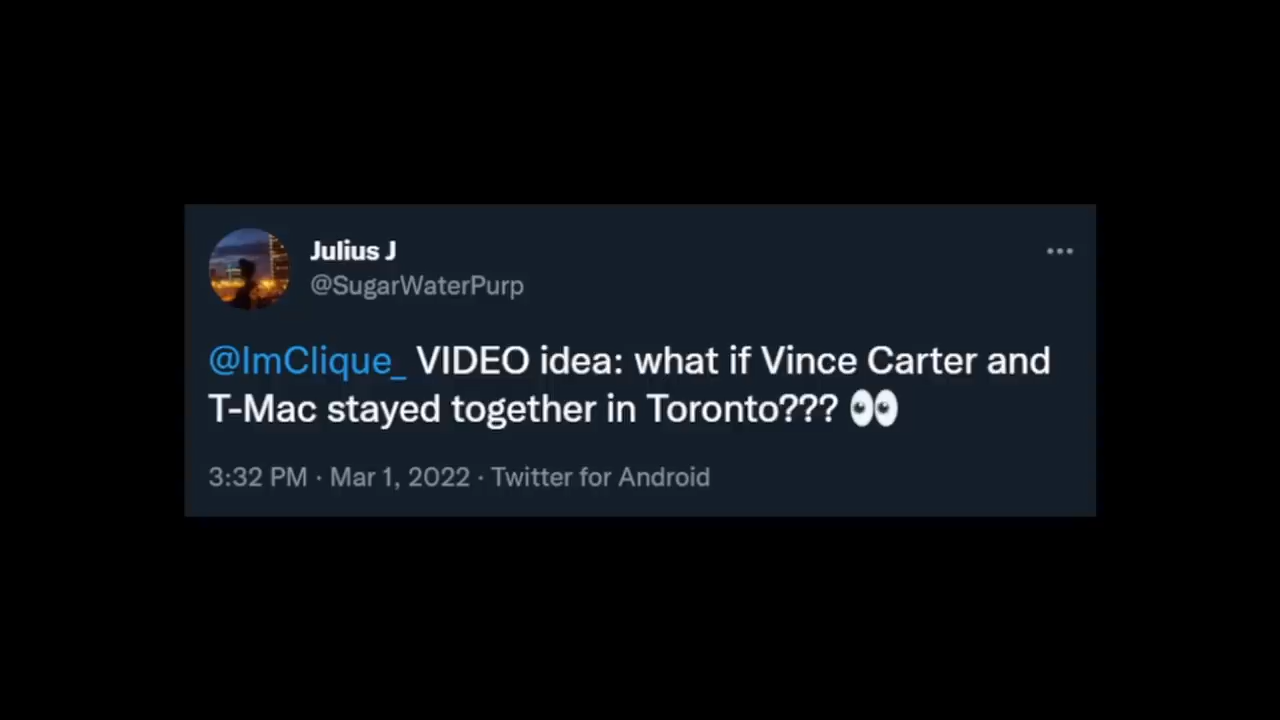 Julius J
@SugarWaterPurp
@ImClique_ VIDEO idea: what if Vince Carter and
T-Mac stayed together in Toronto??? 👀
3:32 PM · Mar 1, 2022 · Twitter for Android